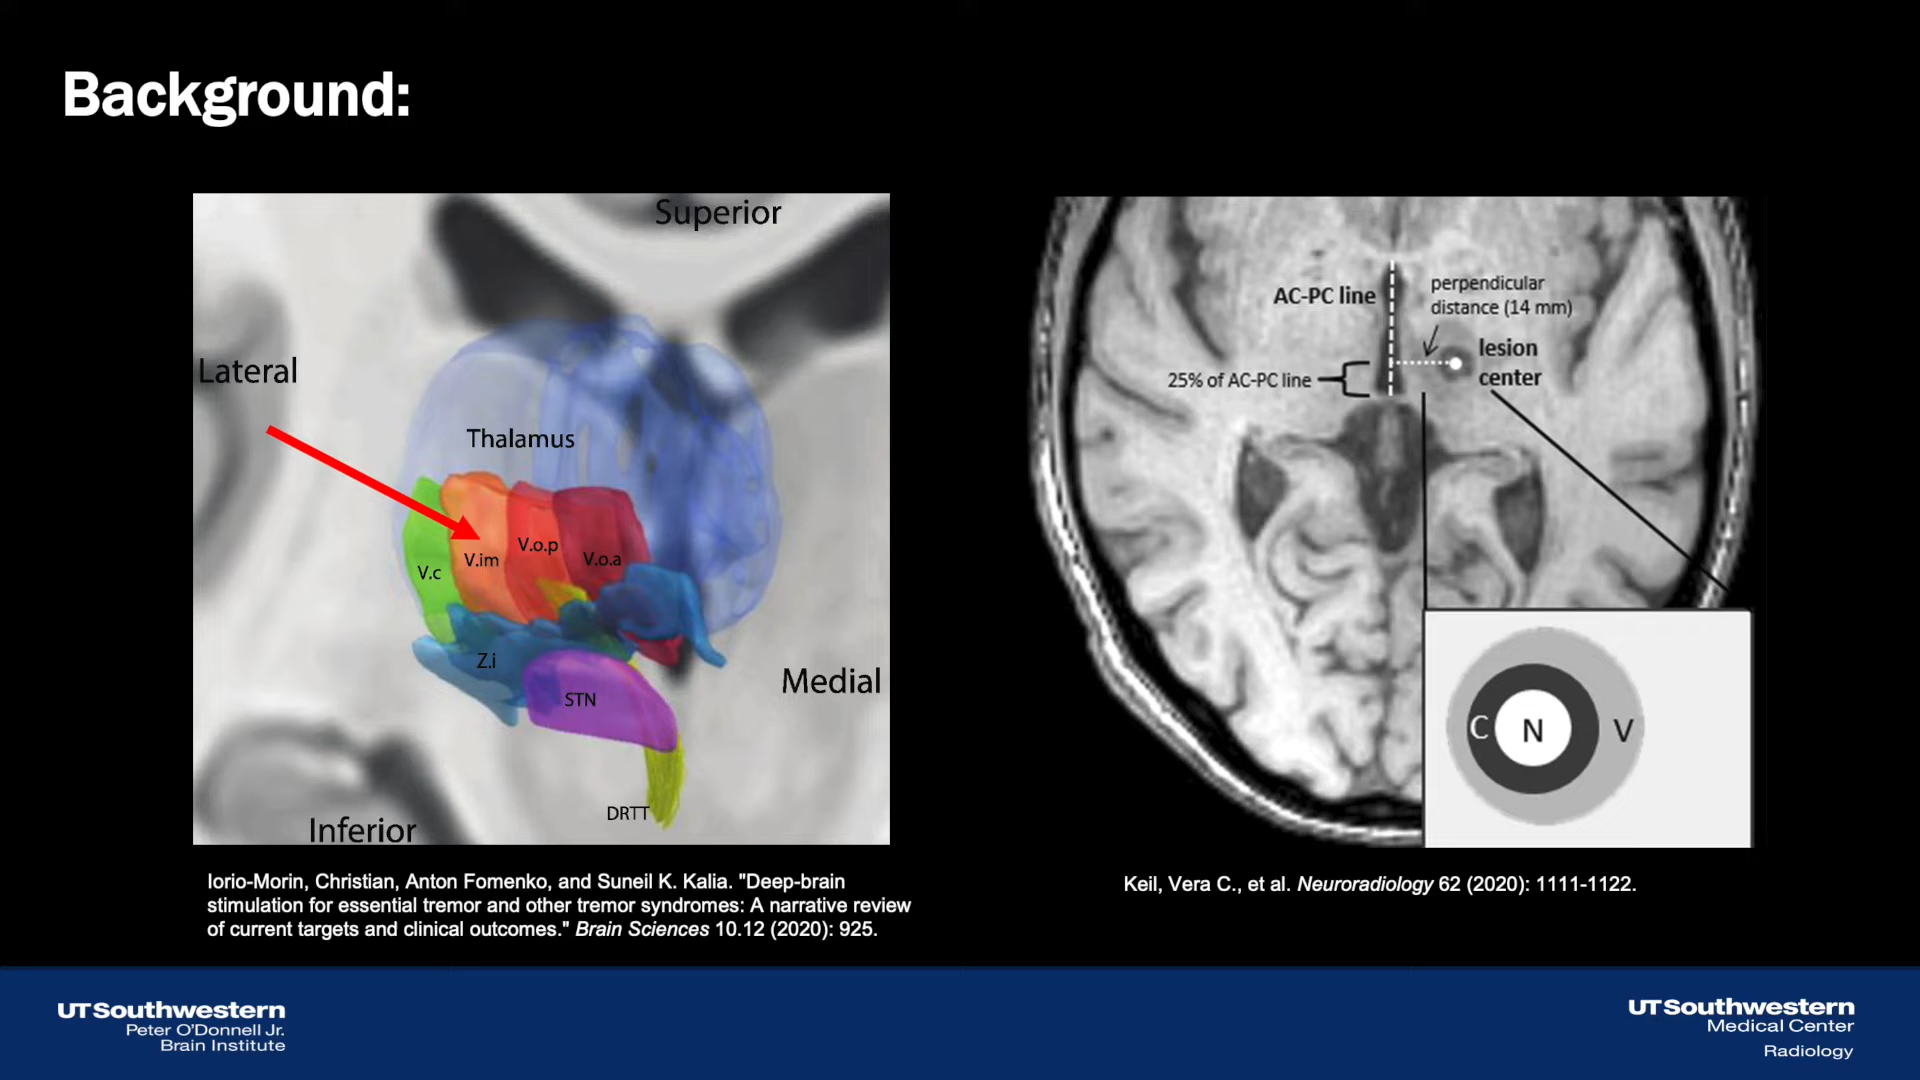 Background:
Superior
Lateral
Thalamus
V.c
V.im
V.o.p
V.o.a
Z.i
STN
Medial
DRTT
Inferior
Iorio-Morin, Christian, Anton Fomenko, and Suneil K. Kalia. "Deep-brain
stimulation for essential tremor and other tremor syndromes: A narrative review
of current targets and clinical outcomes." Brain Sciences 10.12 (2020): 925.
AC-PC line
perpendicular
distance (14 mm)
lesion
center
25% of AC-PC line
C
N
V
Keil, Vera C., et al. Neuroradiology 62 (2020): 1111-1122.
UTSouthwestern
Peter O'Donnell Jr.
Brain Institute
UTSouthwestern
Medical Center
Radiology